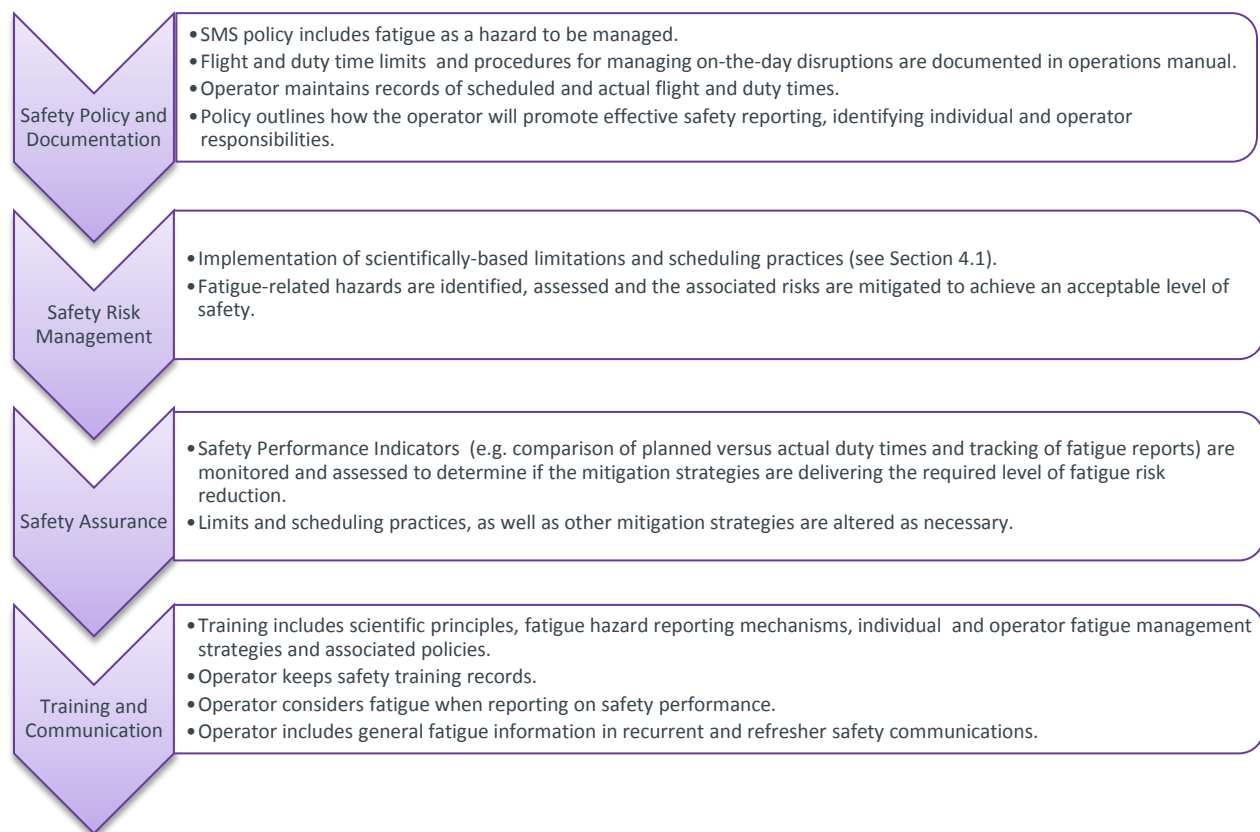 Safety Policy and
Documentation
•SMS policy includes fatigue as a hazard to be managed.
•Flight and duty time limits and procedures for managing on-the-day disruptions are documented in operations manual.
•Operator maintains records of scheduled and actual flight and duty times.
•Policy outlines how the operator will promote effective safety reporting, identifying individual and operator
responsibilities.
Safety Risk
Management
•Implementation of scientifically-based limitations and scheduling practices (see Section 4.1).
•Fatigue-related hazards are identified, assessed and the associated risks are mitigated to achieve an acceptable level of
safety.
Safety Assurance
•Safety Performance Indicators (e.g. comparison of planned versus actual duty times and tracking of fatigue reports) are
monitored and assessed to determine if the mitigation strategies are delivering the required level of fatigue risk
reduction.
•Limits and scheduling practices, as well as other mitigation strategies are altered as necessary.
Training and
Communication
•Training includes scientific principles, fatigue hazard reporting mechanisms, individual and operator fatigue management
strategies and associated policies.
•Operator keeps safety training records.
•Operator considers fatigue when reporting on safety performance.
•Operator includes general fatigue information in recurrent and refresher safety communications.